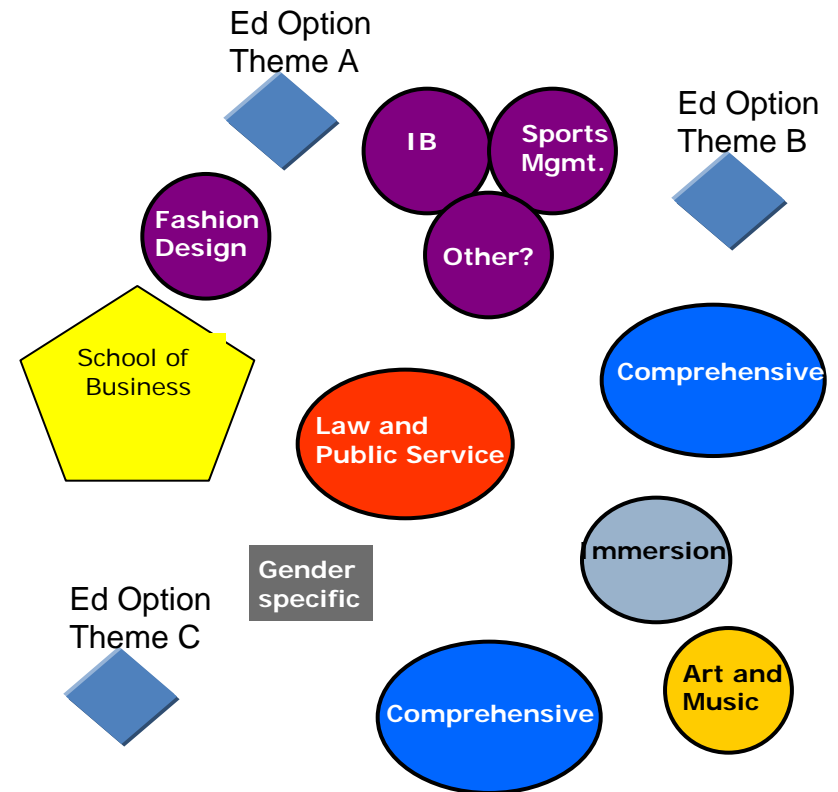 Ed Option
Theme A
IB
Sports
Mgmt.
Ed Option
Theme B
Fashion
Design
Other?
School of
Business
Comprehensive
Law and
Public Service
Immersion
Gender
specific
Ed Option
Theme C
Art and
Music
Comprehensive